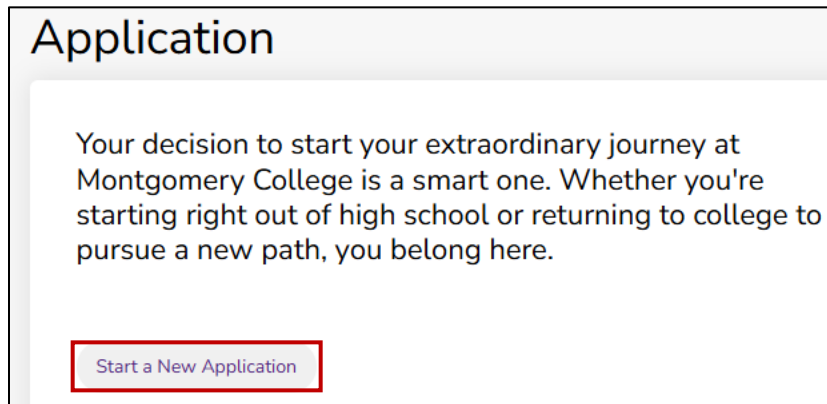 Application
Your decision to start your extraordinary journey at
Montgomery College is a smart one. Whether you're
starting right out of high school or returning to college to
pursue a new path, you belong here.
Start a New Application